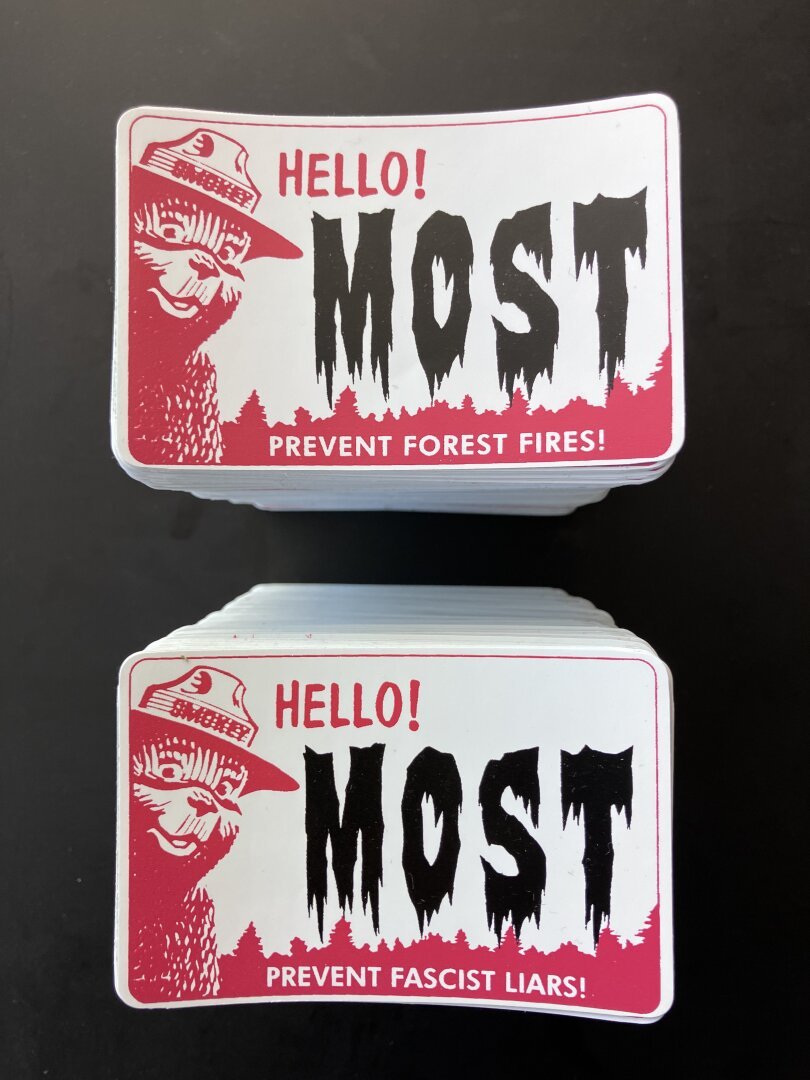 SMOKEY
HELLO!
MOST
PREVENT FOREST FIRES!
SMOKEY
HELLO!
MOST
PREVENT FASCIST LIARS!